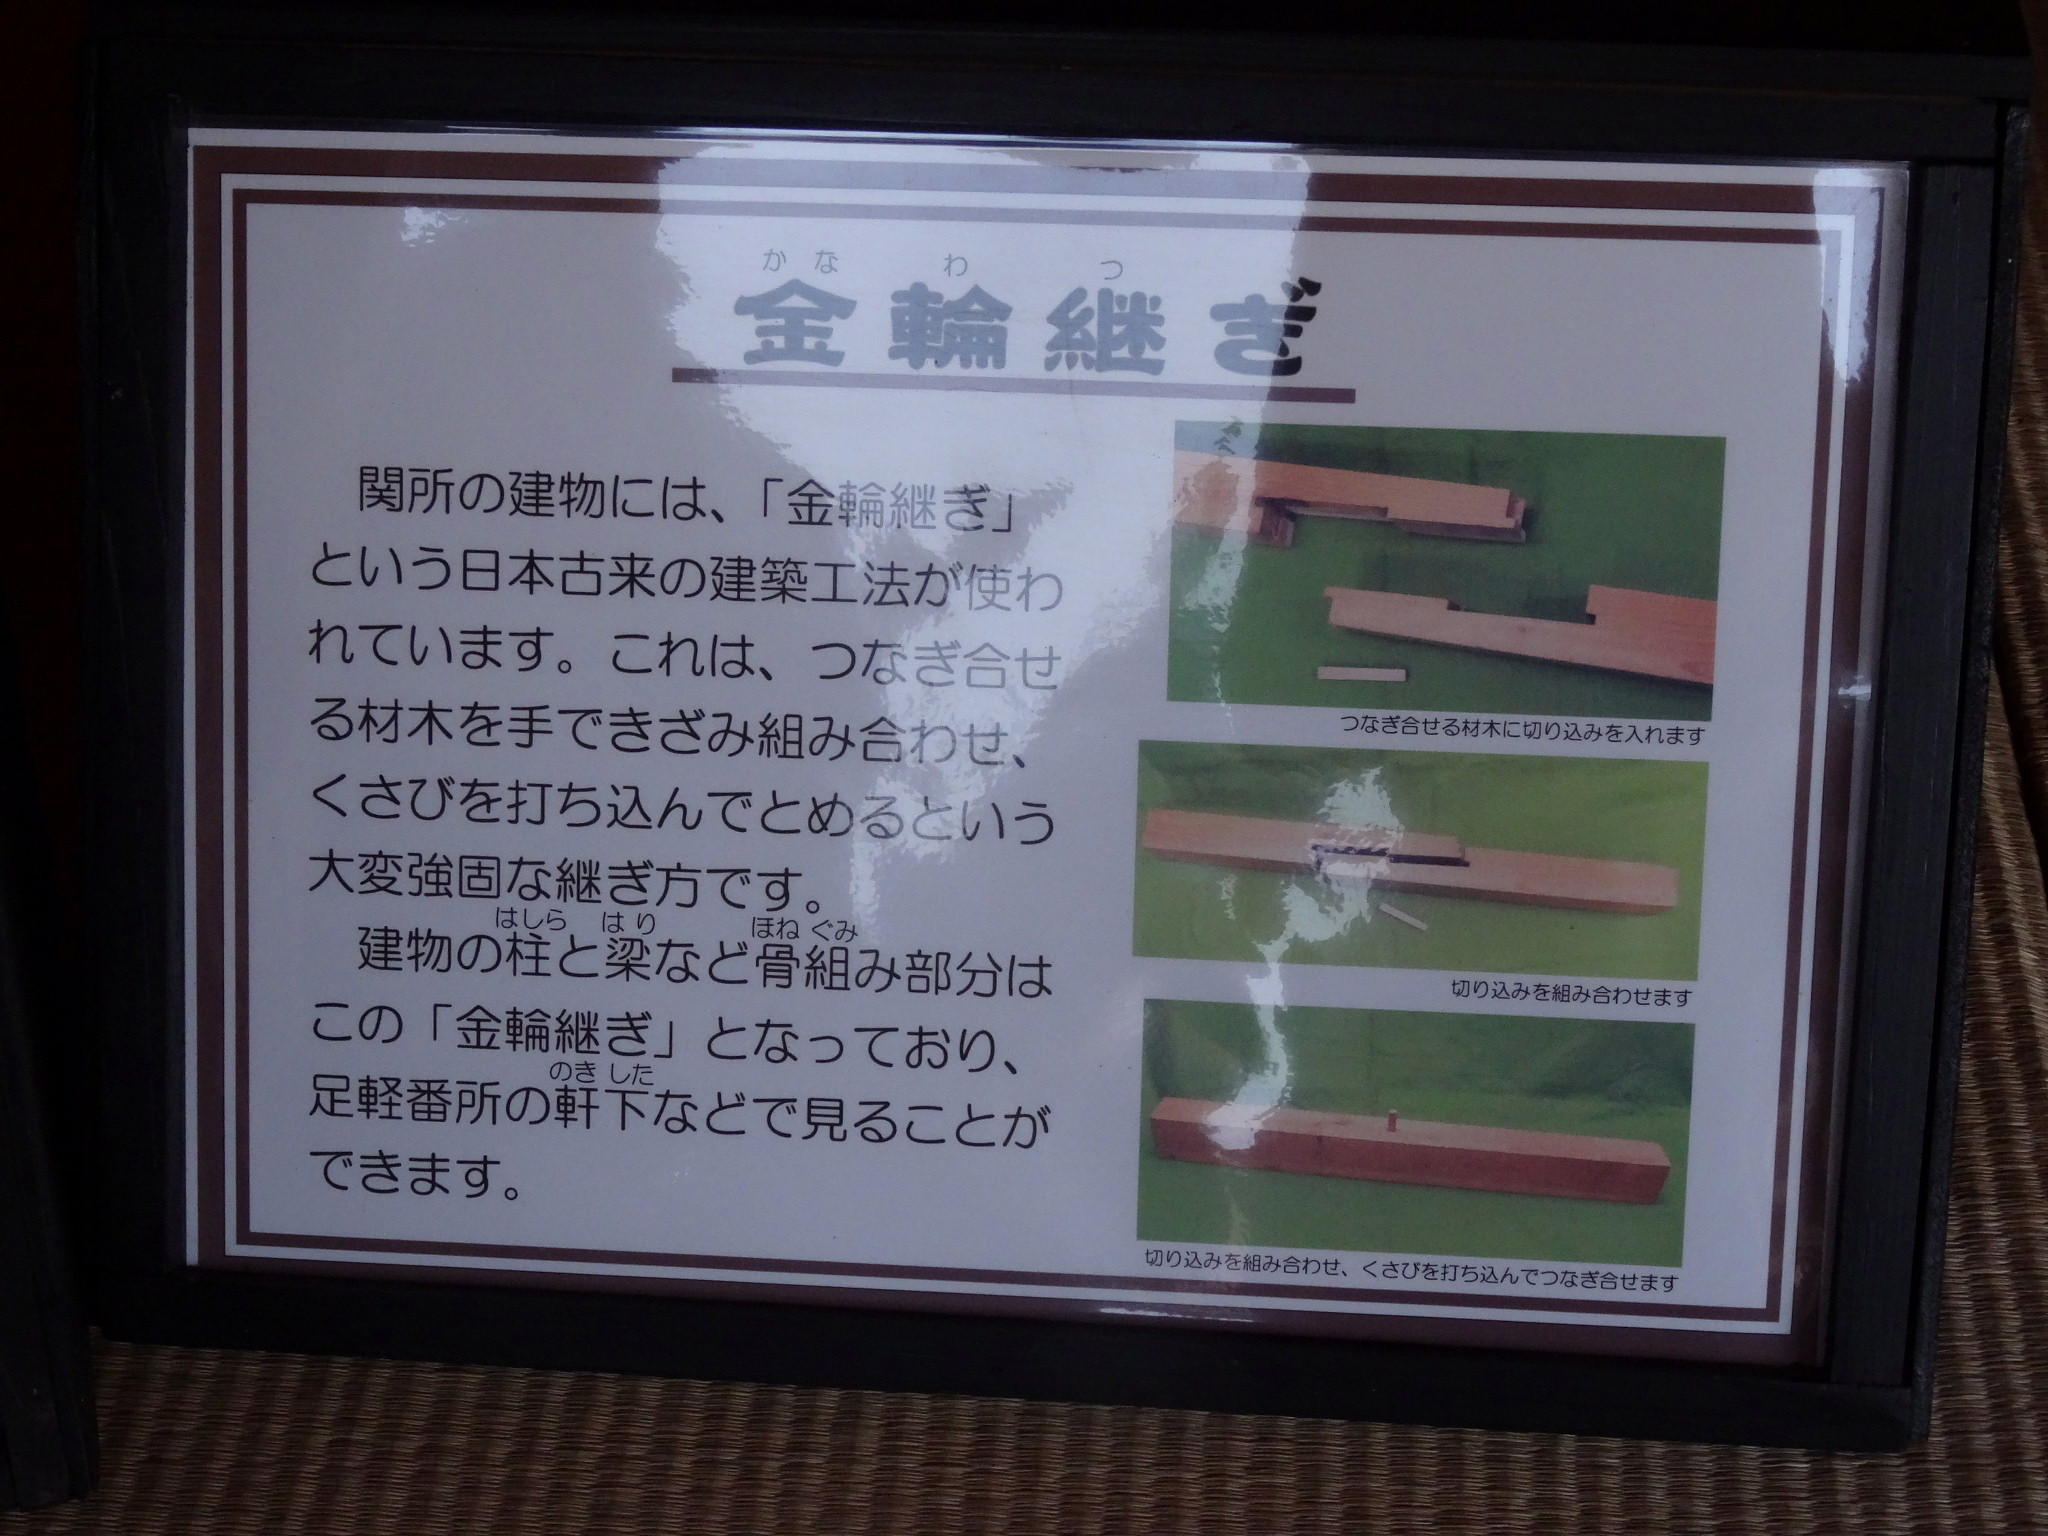 かなわつ
金輪継ぎ
関所の建物には、「金輪継ぎ」
という日本古来の建築工法が使わ
れています。これは、つなぎ合せ
る材木を手できざみ組み合わせ、
くさびを打ち込んでとめるという
大変強固な継ぎ方です。
はしら はり ほねぐみ
建物の柱と梁など骨組み部分は
この「金輪継ぎ」となっており、
のきした
足軽番所の軒下などで見ることが
できます。
つなぎ合せる材木に切り込みを入れます
切り込みを組み合わせます
切り込みを組み合わせ、くさびを打ち込んでつなぎ合せます